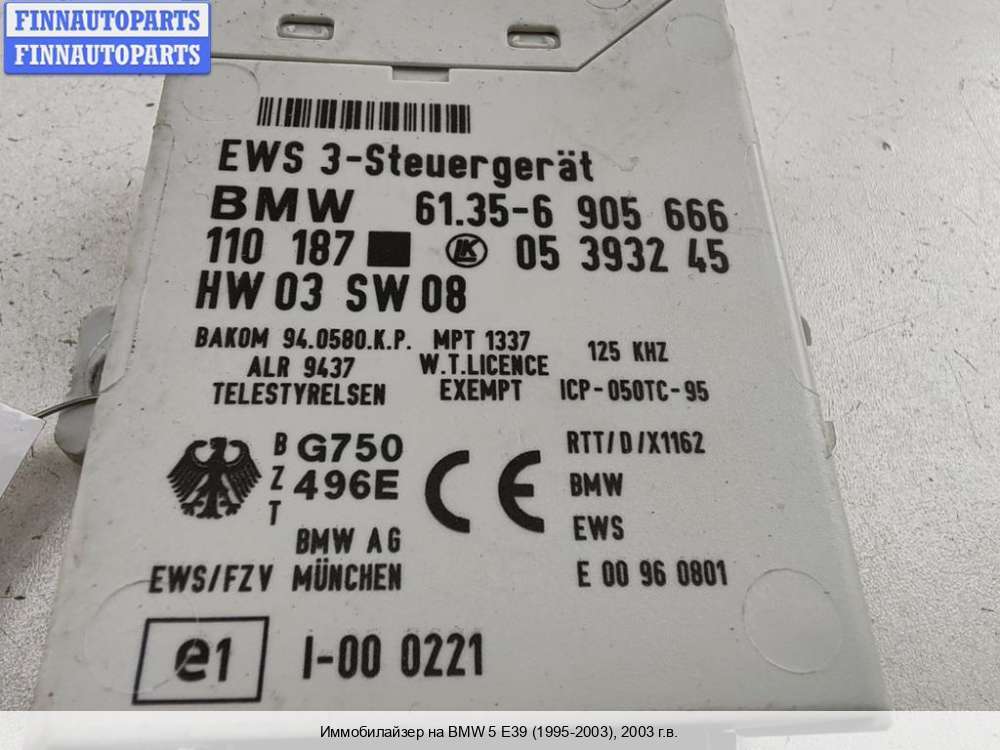 FINNAUTOPARTS
FINNAUTOPARTS
EWS 3-Steuergerät
BMW 61.35-6 905 666
110 187 LK 05 3932 45
HW 03 SW 08
BAKOM 94.0580.K.P. MPT 1337
ALR 9437 W.T.LICENCE 125 KHZ
TELESTYRELSEN EXEMPT ICP-050TC-95
BZT G750
496E
CE
RTT/D/X1162
BMW
EWS
E 00 96 0801
BMW AG
EWS/FZV MÜNCHEN
e1 I-00 0221
Иммобилайзер на BMW 5 E39 (1995-2003), 2003 г.в.